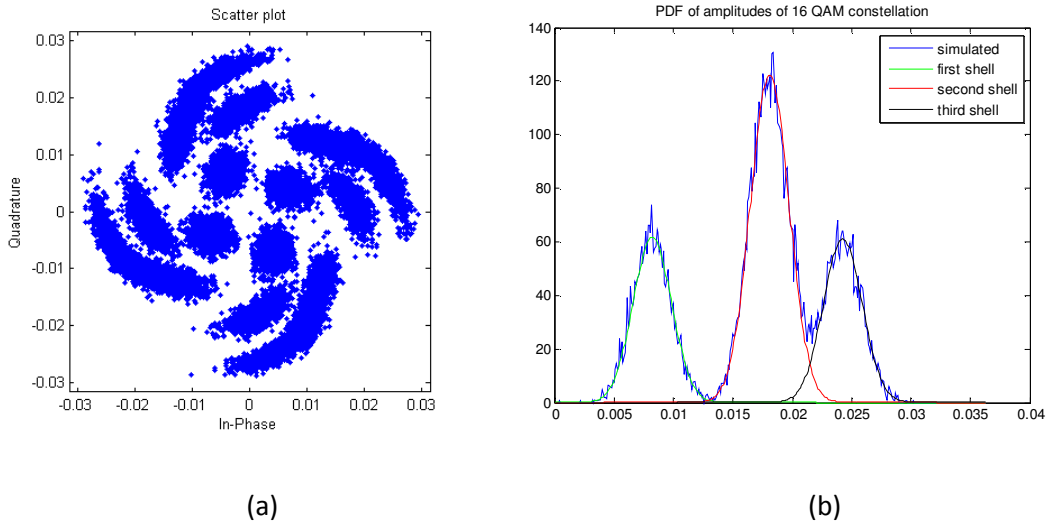 Scatter plot
Quadrature
0.03
0.02
0.01
0
-0.01
-0.02
-0.03
-0.03 -0.02 -0.01 0 0.01 0.02 0.03
In-Phase
(a)
PDF of amplitudes of 16 QAM constellation
140
120
100
80
60
40
20
0
0 0.005 0.01 0.015 0.02 0.025 0.03 0.035 0.04
simulated
first shell
second shell
third shell
(b)